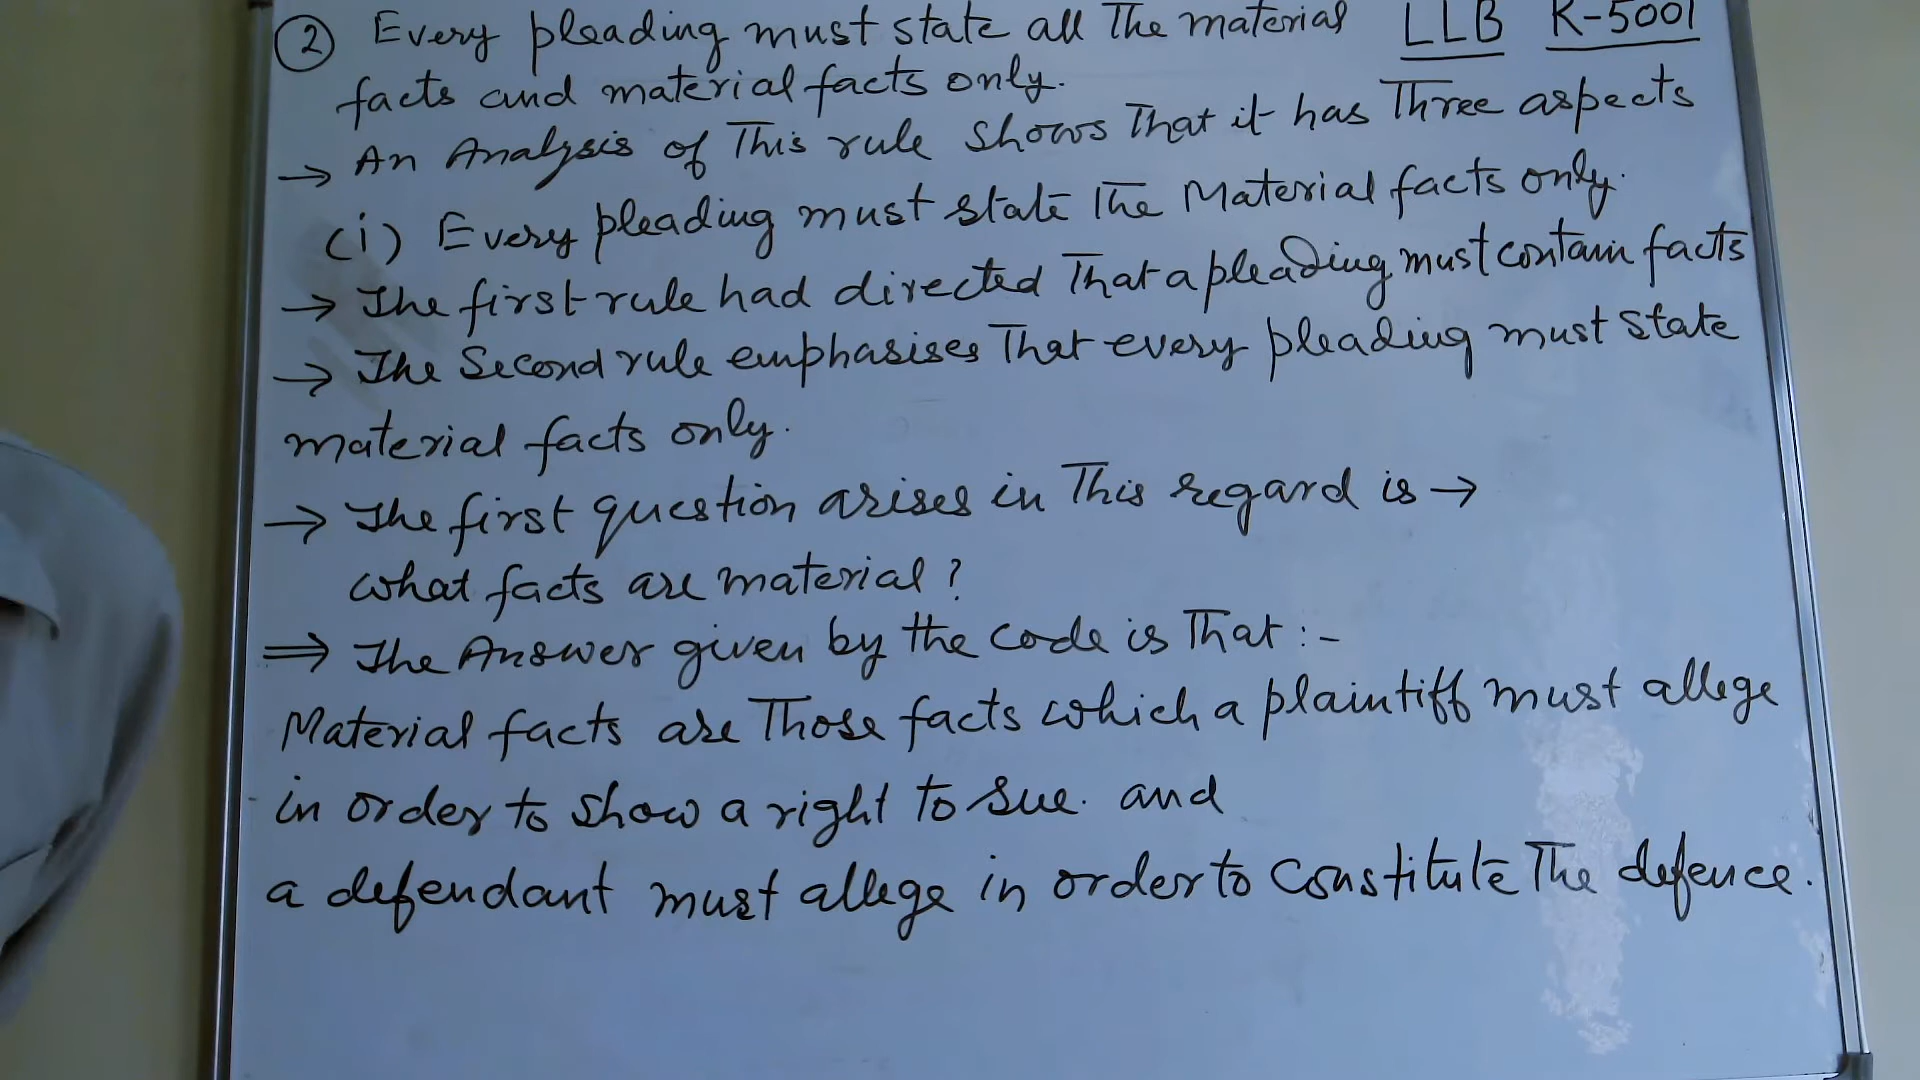 ② Every pleading must state all The material LLB K-5001
facts and material facts only.
→ An Analysis of This rule Shows That it has Three aspects
(i) Every pleading must state The Material facts only.
→ The first rule had directed That a pleading must contain facts
→ The Second rule emphasises That every pleading must state
material facts only.
→ The first question arises in This regard is →
what facts are material?
⇒ The Answer given by the code is That :-
Material facts are Those facts which a plaintiff must allege
in order to show a right to sue. and
a defendant must allege in order to constitute The defence.